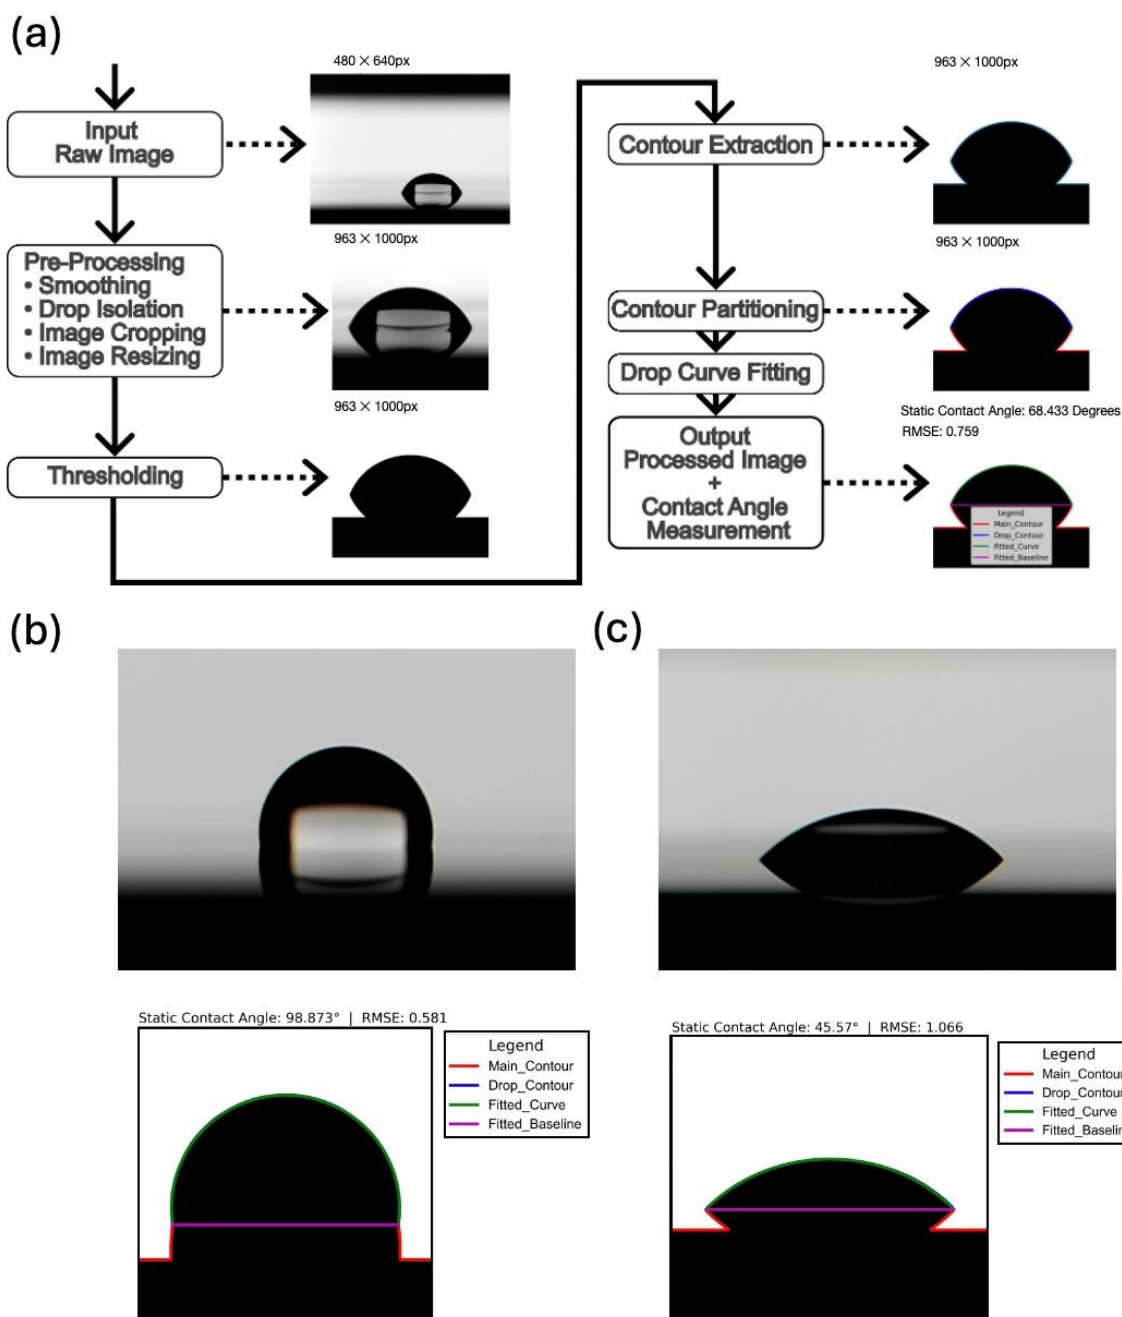 (a)
480 × 640px
Input
Raw Image
963 × 1000px
Pre-Processing
• Smoothing
• Drop Isolation
• Image Cropping
• Image Resizing
963 × 1000px
Thresholding
963 × 1000px
Contour Extraction
963 × 1000px
Contour Partitioning
Drop Curve Fitting
Static Contact Angle: 68.433 Degrees
RMSE: 0.759
Output
Processed Image
+
Contact Angle
Measurement
Legend
Main_Contour
Drop_Contour
Fitted_Curve
Fitted_Baseline
(b)
(c)
Static Contact Angle: 98.873° | RMSE: 0.581
Legend
Main_Contour
Drop_Contour
Fitted_Curve
Fitted_Baseline
Static Contact Angle: 45.57° | RMSE: 1.066
Legend
Main_Contour
Drop_Contour
Fitted_Curve
Fitted_Baselin